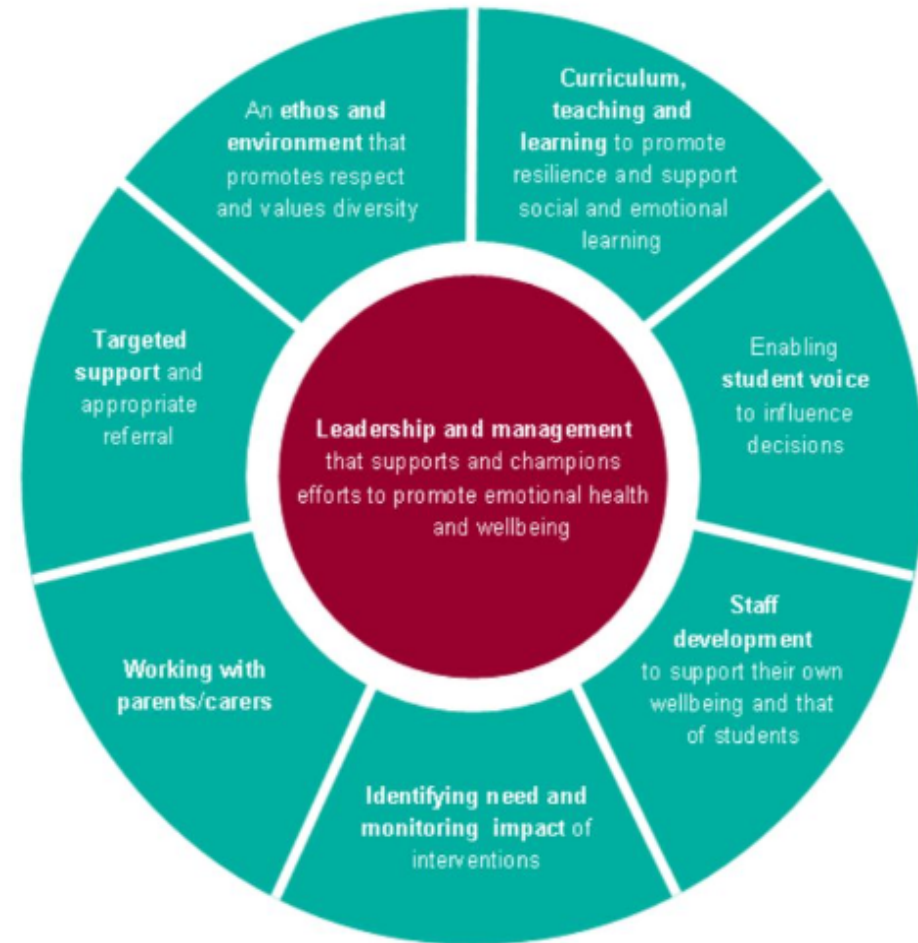 An ethos and
environment that
promotes respect
and values diversity
Curriculum,
teaching and
learning to promote
resilience and support
social and emotional
learning
Enabling
student voice
to influence
decisions
Staff
development
to support their own
wellbeing and that
of students
Identifying need and
monitoring impact of
interventions
Working with
parents/carers
Targeted
support and
appropriate
referral
Leadership and management
that supports and champions
efforts to promote emotional health
and wellbeing